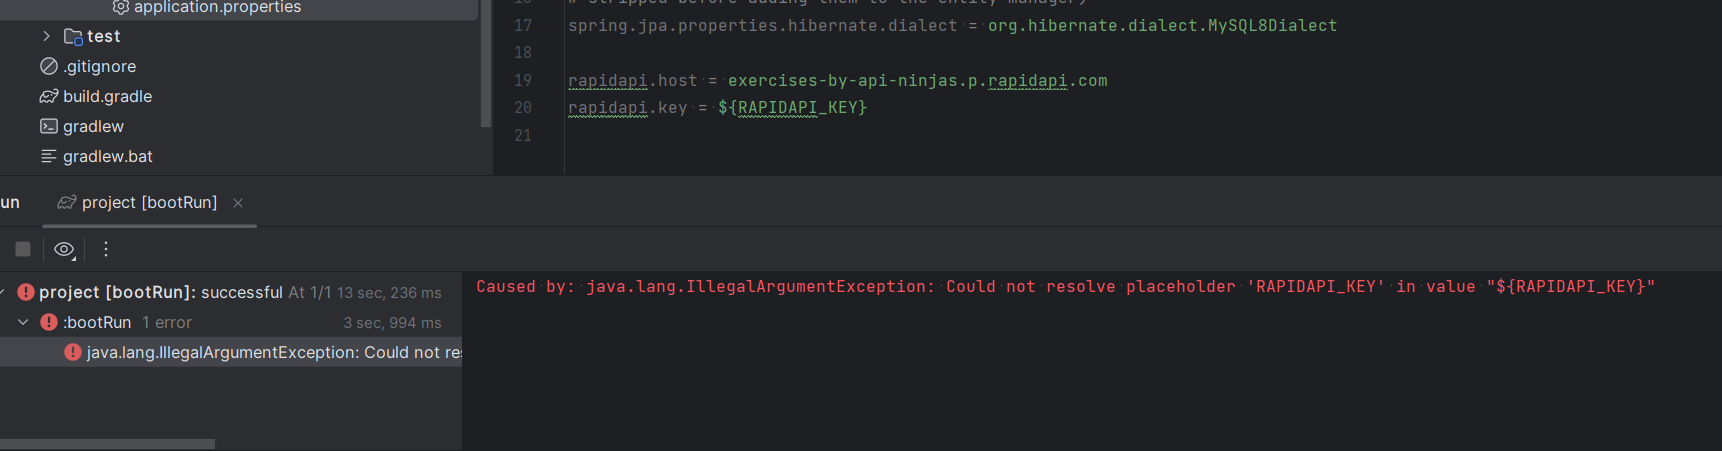 application.properties
test
.gitignore
build.gradle
gradlew
gradlew.bat
17 spring.jpa.properties.hibernate.dialect = org.hibernate.dialect.MySQL8Dialect
18
19 rapidapi.host = exercises-by-api-ninjas.p.rapidapi.com
20 rapidapi.key = ${RAPIDAPI_KEY}
21
un project [bootRun]
project [bootRun]: successful At 1/1 13 sec, 236 ms
:bootRun 1 error 3 sec, 994 ms
java.lang.IllegalArgumentException: Could not re
Caused by: java.lang.IllegalArgumentException: Could not resolve placeholder 'RAPIDAPI_KEY' in value "${RAPIDAPI_KEY}"